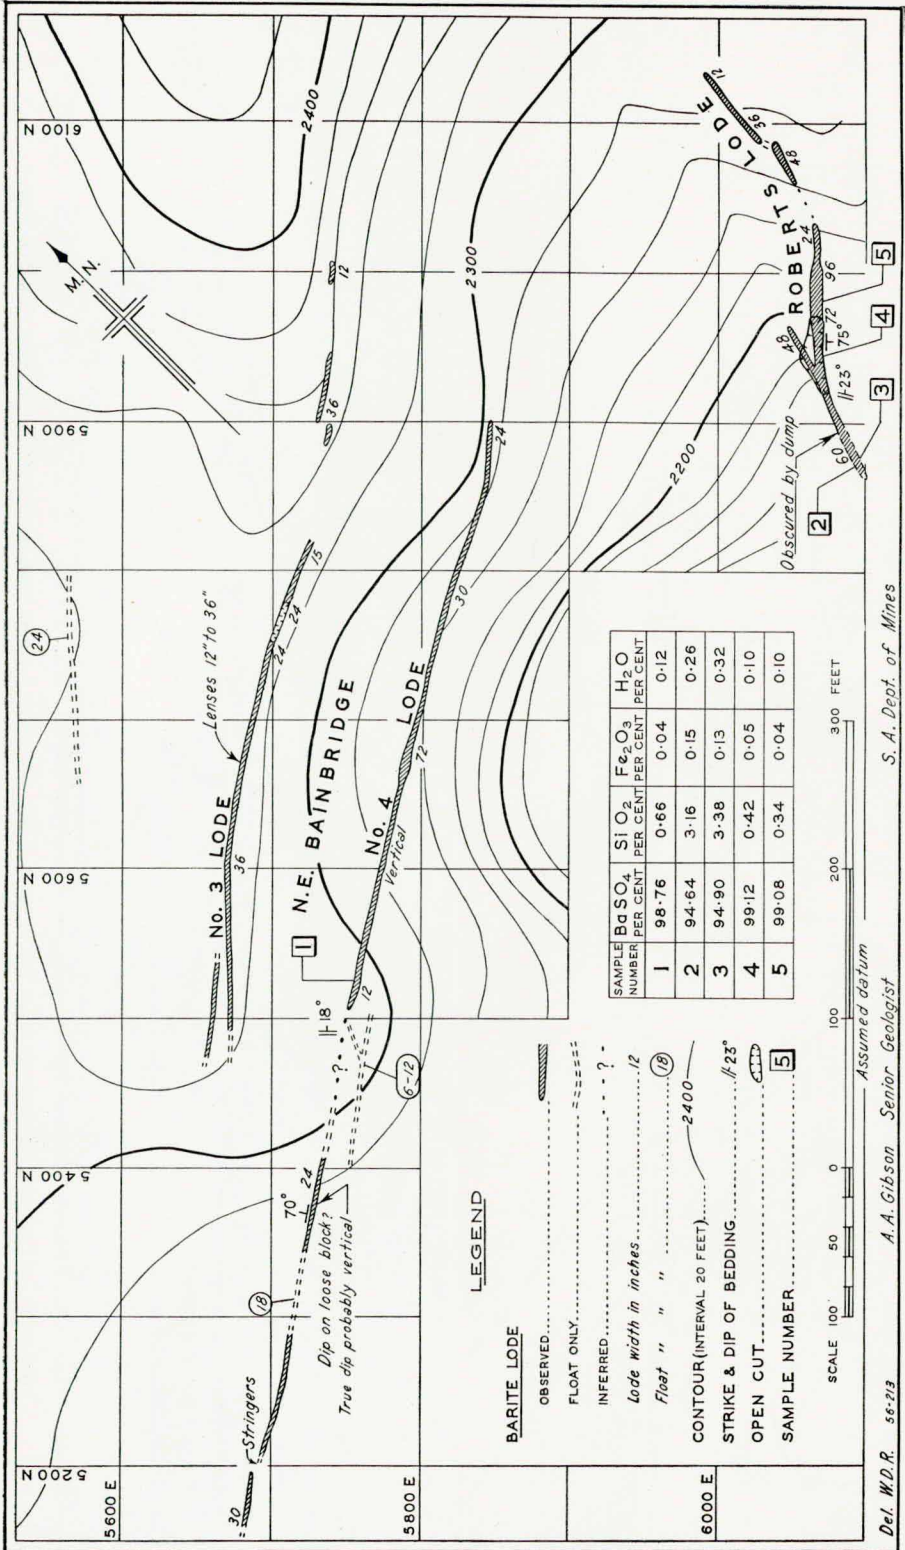 5200 N
5400 N
5600 N
5900 N
6100 N
5600 E
5800 E
6000 E
M. N.
24
Lenses 12" to 36"
No. 3 LODE
36
24
24
15
36
12
2400
2300
2200
N.E. BAINBRIDGE
No. 4 LODE
Vertical
72
30
24
1
12
18°
?
6-12
24
70°
Dip on loose block?
True dip probably vertical
18
Stringers
30
ROBERTS LODE
12
36
48
24
96
72
75°
48
23°
60
Obscured by dump
2
3
4
5
LEGEND
BARITE LODE
OBSERVED
FLOAT ONLY
INFERRED ?
Lode width in inches 12
Float " " " 18
CONTOUR (INTERVAL 20 FEET) 2400
STRIKE & DIP OF BEDDING 23°
OPEN CUT
SAMPLE NUMBER 5
SAMPLE NUMBER BaSO4 PER CENT SiO2 PER CENT Fe2O3 PER CENT H2O PER CENT
1 98·76 0·66 0·04 0·12
2 94·64 3·16 0·15 0·26
3 94·90 3·38 0·13 0·32
4 99·12 0·42 0·05 0·10
5 99·08 0·34 0·04 0·10
SCALE 100 50 0 100 200 300 FEET
Assumed datum
Del. W.D.R. 56-213
A. A. Gibson Senior Geologist
S. A. Dept. of Mines